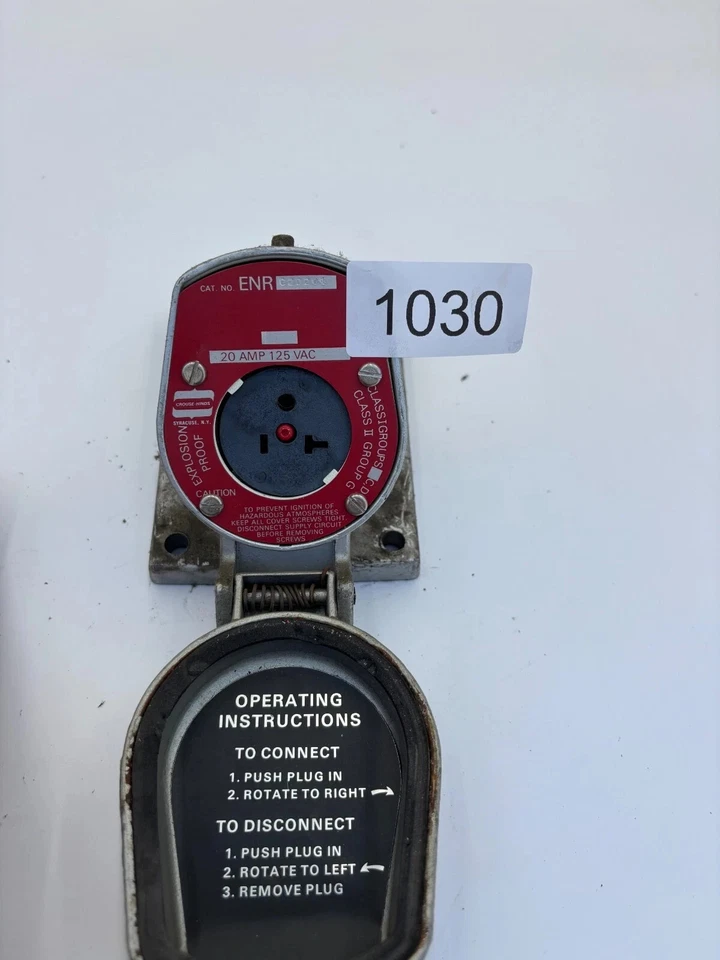 CAT. NO. ENR
1030
20 AMP 125 VAC
CROUSE-HINDS
SYRACUSE, N.Y.
EXPLOSION
PROOF
CLASS I GROUPS C.D
CLASS II GROUP G
CAUTION
TO PREVENT IGNITION OF
HAZARDOUS ATMOSPHERES
KEEP ALL COVER SCREWS TIGHT.
DISCONNECT SUPPLY CIRCUIT
BEFORE REMOVING
SCREWS
OPERATING
INSTRUCTIONS
TO CONNECT
1. PUSH PLUG IN
2. ROTATE TO RIGHT
TO DISCONNECT
1. PUSH PLUG IN
2. ROTATE TO LEFT
3. REMOVE PLUG